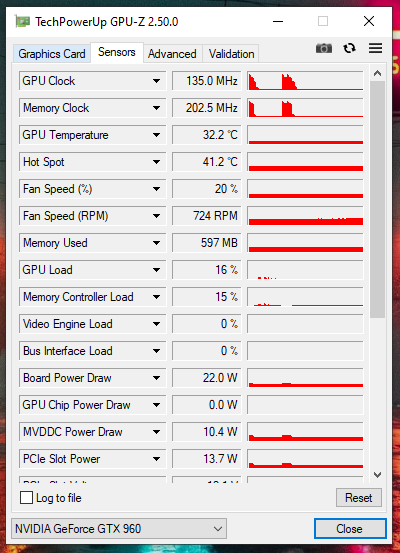 TechPowerUp GPU-Z 2.50.0
Graphics Card Sensors Advanced Validation
GPU Clock 135.0 MHz
Memory Clock 202.5 MHz
GPU Temperature 32.2 °C
Hot Spot 41.2 °C
Fan Speed (%) 20 %
Fan Speed (RPM) 724 RPM
Memory Used 597 MB
GPU Load 16 %
Memory Controller Load 15 %
Video Engine Load 0 %
Bus Interface Load 0 %
Board Power Draw 22.0 W
GPU Chip Power Draw 0.0 W
MVDDC Power Draw 10.4 W
PCIe Slot Power 13.7 W
Log to file Reset
NVIDIA GeForce GTX 960 Close